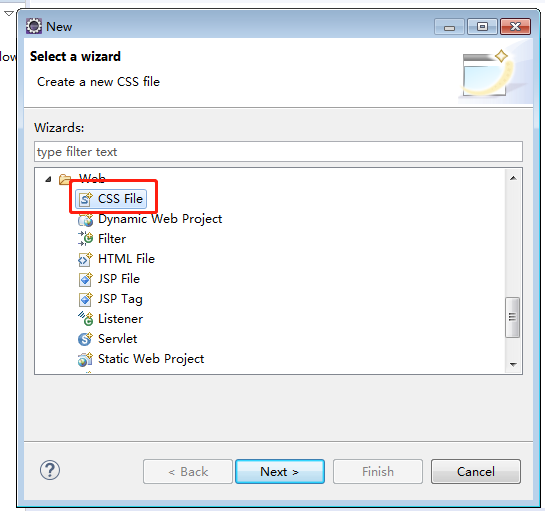 New
low
Select a wizard
Create a new CSS file
Wizards:
type filter text
Web
CSS File
Dynamic Web Project
Filter
HTML File
JSP File
JSP Tag
Listener
Servlet
Static Web Project
?
< Back
Next >
Finish
Cancel